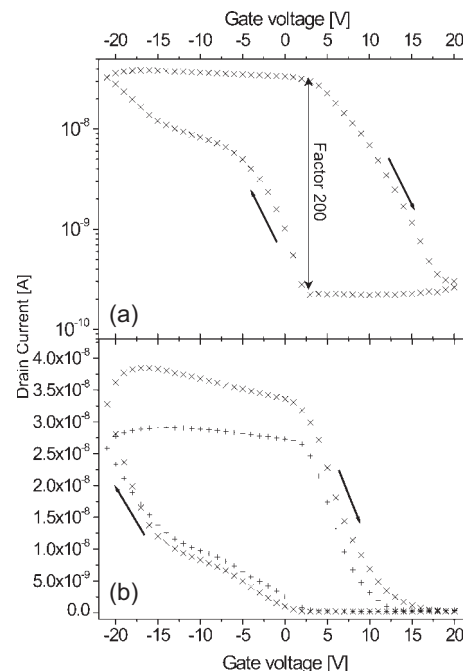 Gate voltage [V]
-20 -15 -10 -5 0 5 10 15 20
10^-8
10^-9
10^-10
Factor 200
(a)
Drain Current [A]
4.0x10^-8
3.5x10^-8
3.0x10^-8
2.5x10^-8
2.0x10^-8
1.5x10^-8
1.0x10^-8
5.0x10^-9
0.0
(b)
-20 -15 -10 -5 0 5 10 15 20
Gate voltage [V]